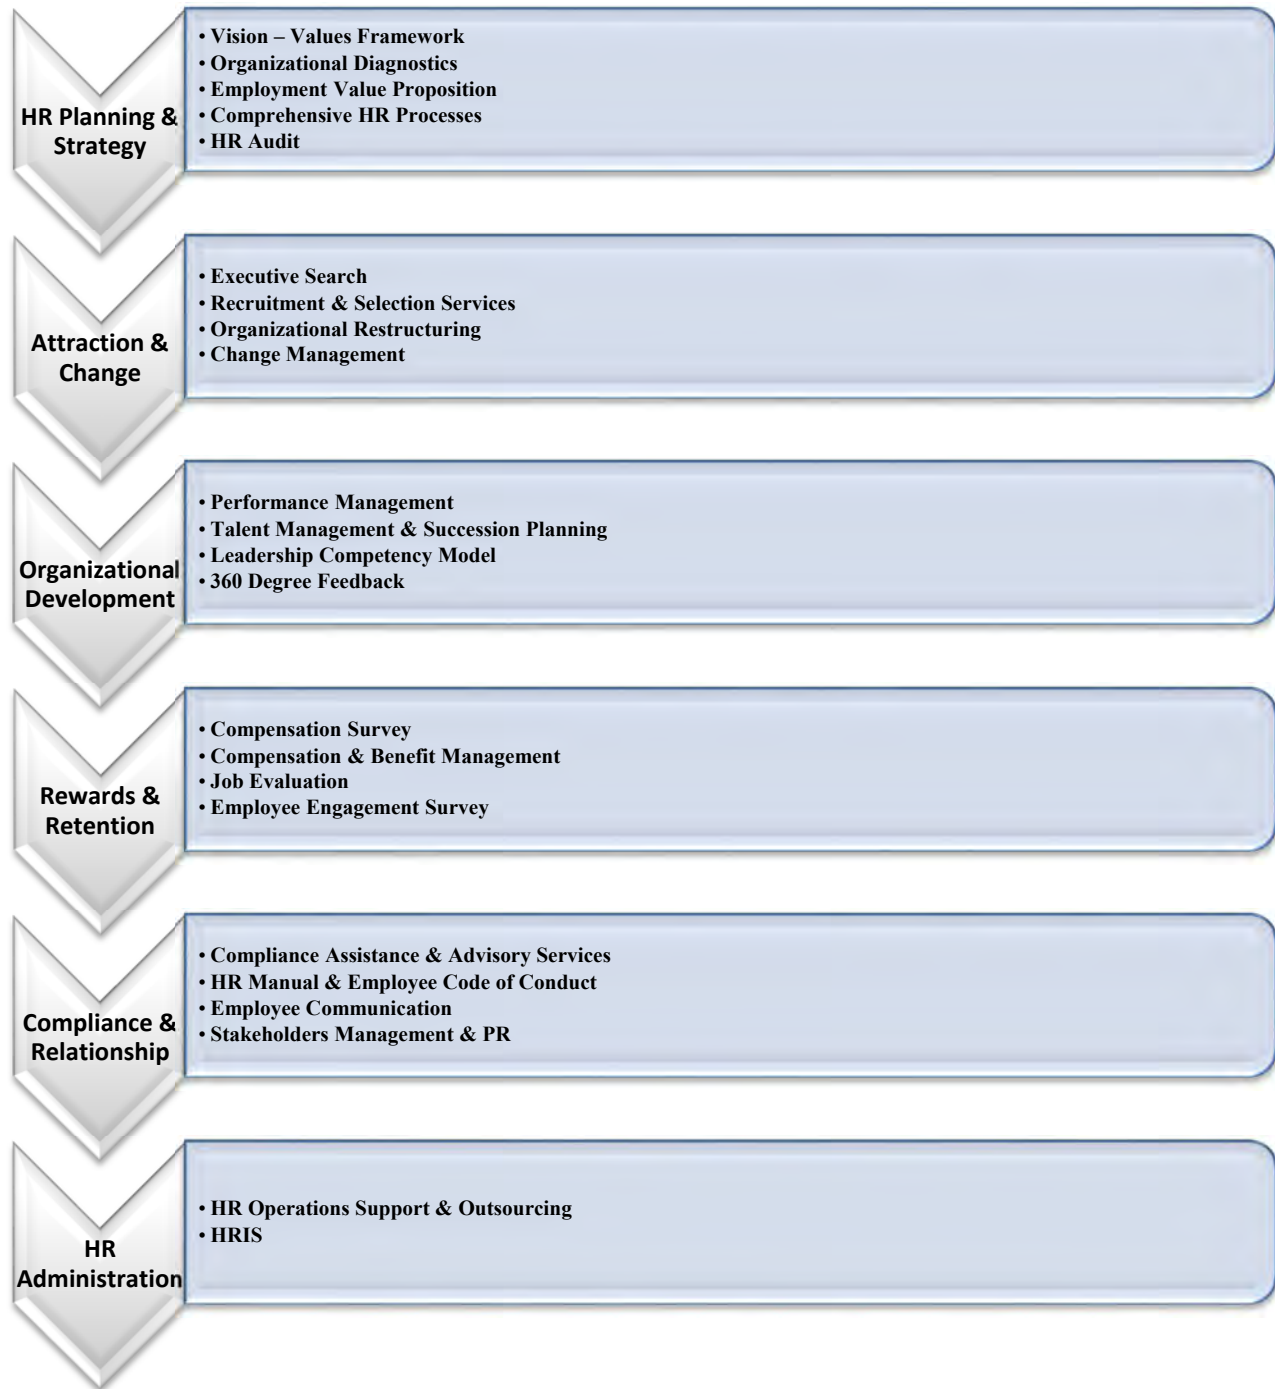 HR Planning &
Strategy
• Vision – Values Framework
• Organizational Diagnostics
• Employment Value Proposition
• Comprehensive HR Processes
• HR Audit
Attraction &
Change
• Executive Search
• Recruitment & Selection Services
• Organizational Restructuring
• Change Management
Organizational
Development
• Performance Management
• Talent Management & Succession Planning
• Leadership Competency Model
• 360 Degree Feedback
Rewards &
Retention
• Compensation Survey
• Compensation & Benefit Management
• Job Evaluation
• Employee Engagement Survey
Compliance &
Relationship
• Compliance Assistance & Advisory Services
• HR Manual & Employee Code of Conduct
• Employee Communication
• Stakeholders Management & PR
HR
Administration
• HR Operations Support & Outsourcing
• HRIS